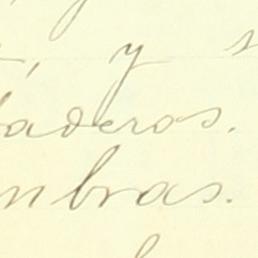 , y s
aderos.
nbras.